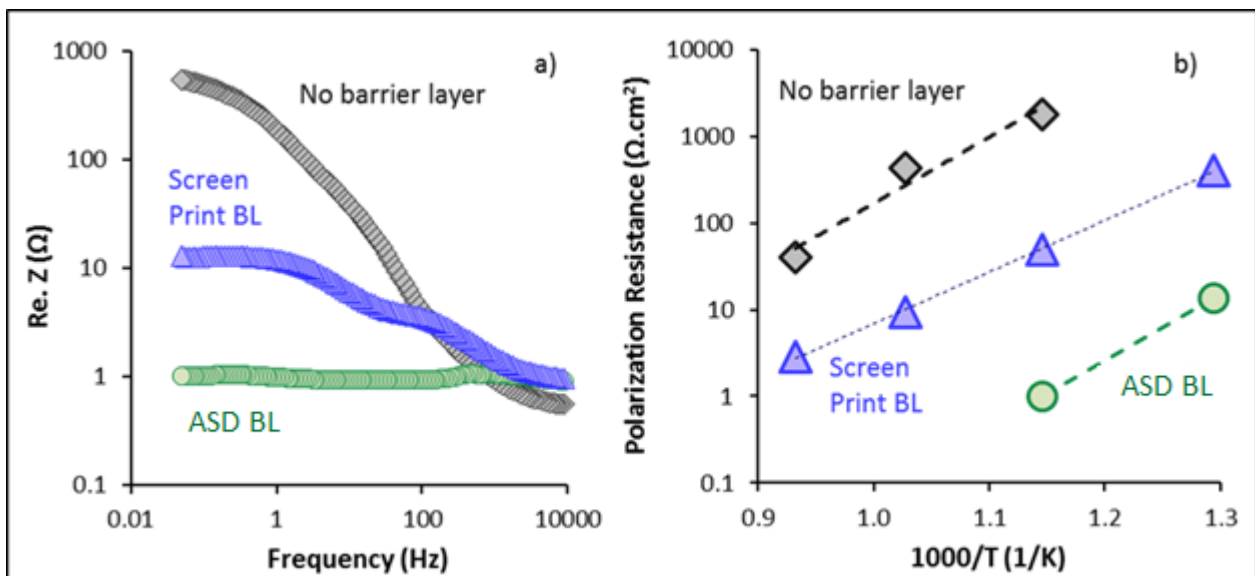 a)
No barrier layer
Screen
Print BL
ASD BL
Re. Z (Ω)
1000
100
10
1
0.1
0.01
1
100
10000
Frequency (Hz)
b)
No barrier layer
Screen
Print BL
ASD BL
Polarization Resistance (Ω.cm²)
10000
1000
100
10
1
0.1
0.9
1.0
1.1
1.2
1.3
1000/T (1/K)